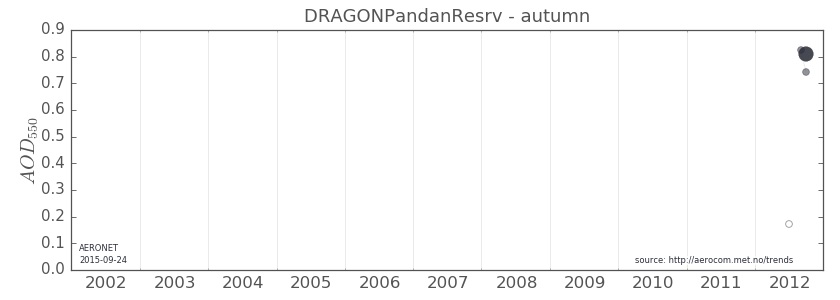 DRAGONPandanResrv - autumn
0.9
0.8
0.7
0.6
0.5
0.4
0.3
0.2
0.1
0.0
AOD550
AERONET
2015-09-24
source: http://aerocom.met.no/trends
2002 2003 2004 2005 2006 2007 2008 2009 2010 2011 2012